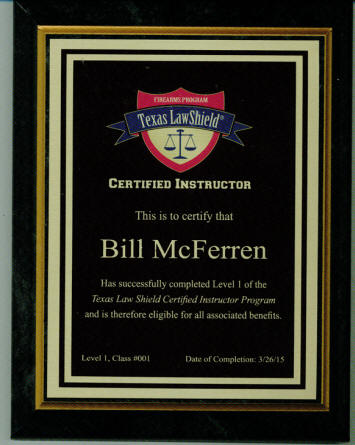 FIREARMS PROGRAM
Texas LawShield®
CERTIFIED INSTRUCTOR
This is to certify that
Bill McFerren
Has successfully completed Level 1 of the
Texas Law Shield Certified Instructor Program
and is therefore eligible for all associated benefits.
Level 1, Class #001 Date of Completion: 3/26/15